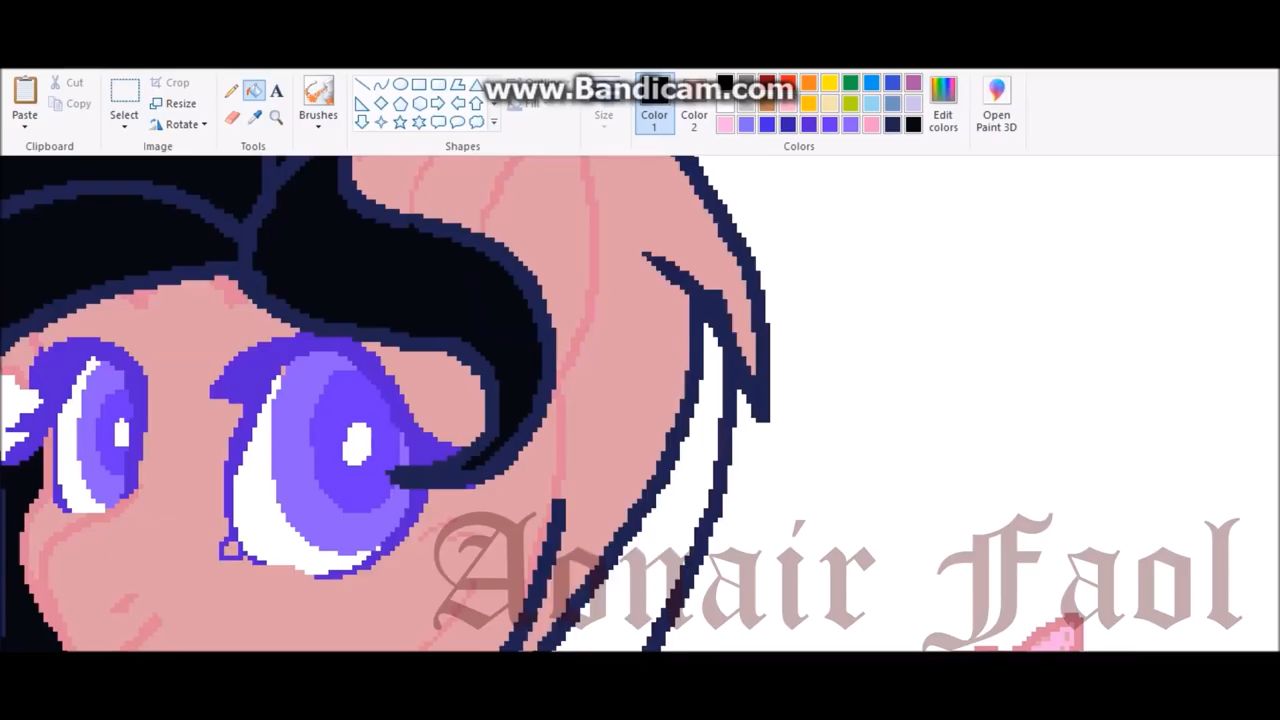 www.Bandicam.com
Cut
Copy
Paste
Clipboard
Select
Crop
Resize
Rotate
Image
A
Tools
Brushes
Shapes
Fill
Size
Color
1
Color
2
Edit
colors
Colors
Open
Paint 3D
Aonair Faol